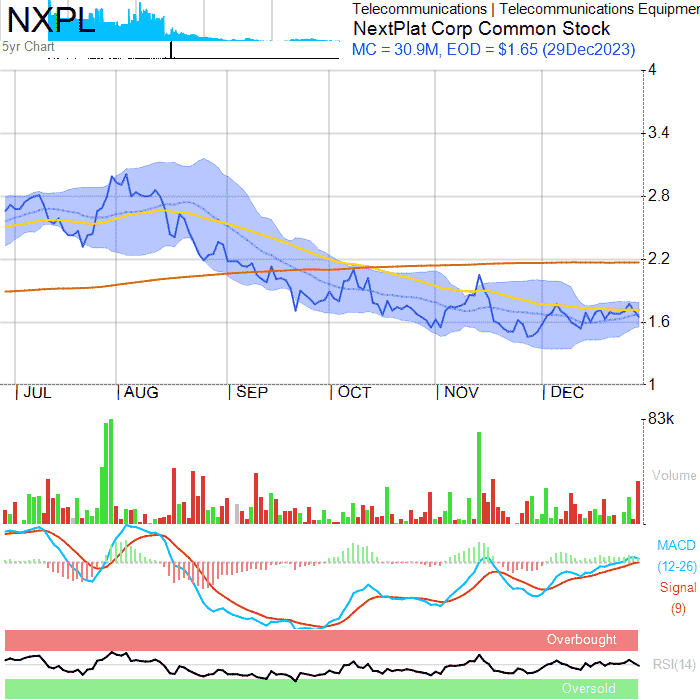 NXPL
5yr Chart
Telecommunications | Telecommunications Equipmen
NextPlat Corp Common Stock
MC = 30.9M, EOD = $1.65 (29Dec2023)
4
3.4
2.8
2.2
1.6
1
JUL AUG SEP OCT NOV DEC
83k
Volume
MACD
(12-26)
Signal
(9)
Overbought
RSI(14)
Oversold